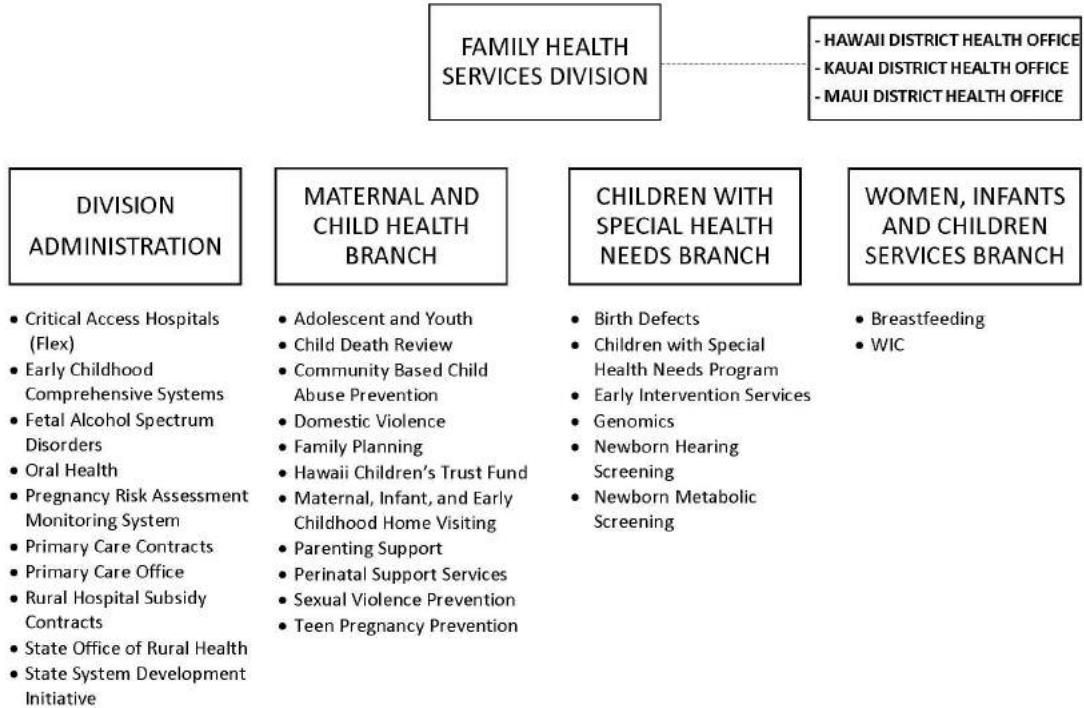 FAMILY HEALTH
SERVICES DIVISION
- HAWAII DISTRICT HEALTH OFFICE
- KAUAI DISTRICT HEALTH OFFICE
- MAUI DISTRICT HEALTH OFFICE
DIVISION
ADMINISTRATION
• Critical Access Hospitals
(Flex)
• Early Childhood
Comprehensive Systems
• Fetal Alcohol Spectrum
Disorders
• Oral Health
• Pregnancy Risk Assessment
Monitoring System
• Primary Care Contracts
• Primary Care Office
• Rural Hospital Subsidy
Contracts
• State Office of Rural Health
• State System Development
Initiative
MATERNAL AND
CHILD HEALTH
BRANCH
• Adolescent and Youth
• Child Death Review
• Community Based Child
Abuse Prevention
• Domestic Violence
• Family Planning
• Hawaii Children's Trust Fund
• Maternal, Infant, and Early
Childhood Home Visiting
• Parenting Support
• Perinatal Support Services
• Sexual Violence Prevention
• Teen Pregnancy Prevention
CHILDREN WITH
SPECIAL HEALTH
NEEDS BRANCH
• Birth Defects
• Children with Special
Health Needs Program
• Early Intervention Services
• Genomics
• Newborn Hearing
Screening
• Newborn Metabolic
Screening
WOMEN, INFANTS
AND CHILDREN
SERVICES BRANCH
• Breastfeeding
• WIC